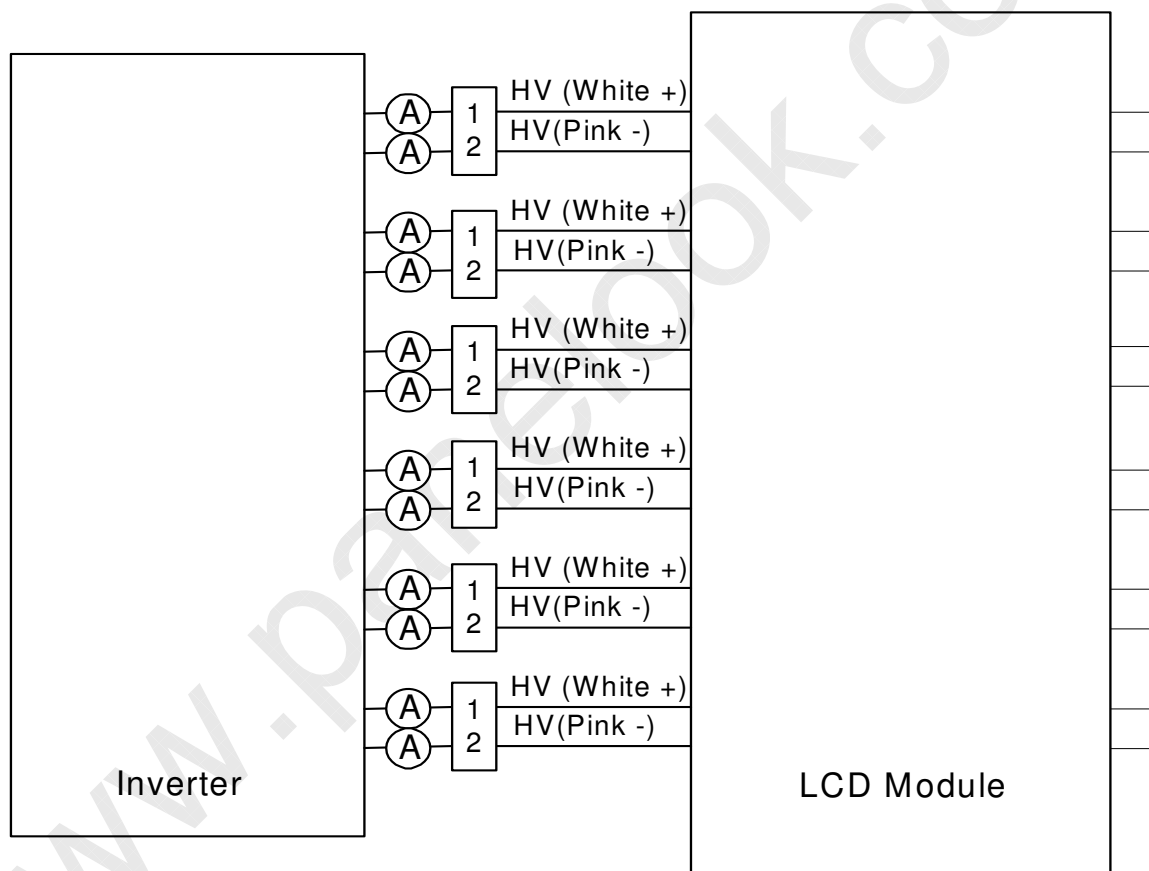 HV (White +)
A 1
HV(Pink -)
A 2
HV (White +)
A 1
HV(Pink -)
A 2
HV (White +)
A 1
HV(Pink -)
A 2
HV (White +)
A 1
HV(Pink -)
A 2
HV (White +)
A 1
HV(Pink -)
A 2
HV (White +)
A 1
HV(Pink -)
A 2
Inverter
LCD Module
www.panelook.co